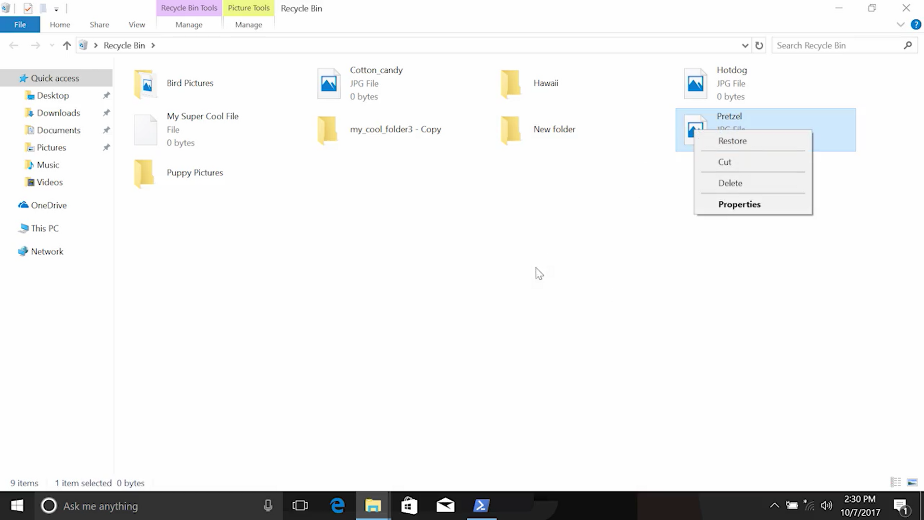 Recycle Bin Tools
Picture Tools
Recycle Bin
File
Home
Share
View
Manage
Manage
Recycle Bin
Search Recycle Bin
Quick access
Desktop
Downloads
Documents
Pictures
Music
Videos
OneDrive
This PC
Network
Bird Pictures
Cotton_candy
JPG File
0 bytes
Hawaii
Hotdog
JPG File
0 bytes
My Super Cool File
File
0 bytes
my_cool_folder3 - Copy
New folder
Pretzel
JPG File
Puppy Pictures
Restore
Cut
Delete
Properties
9 items
1 item selected 0 bytes
Ask me anything
2:30 PM
10/7/2017
1